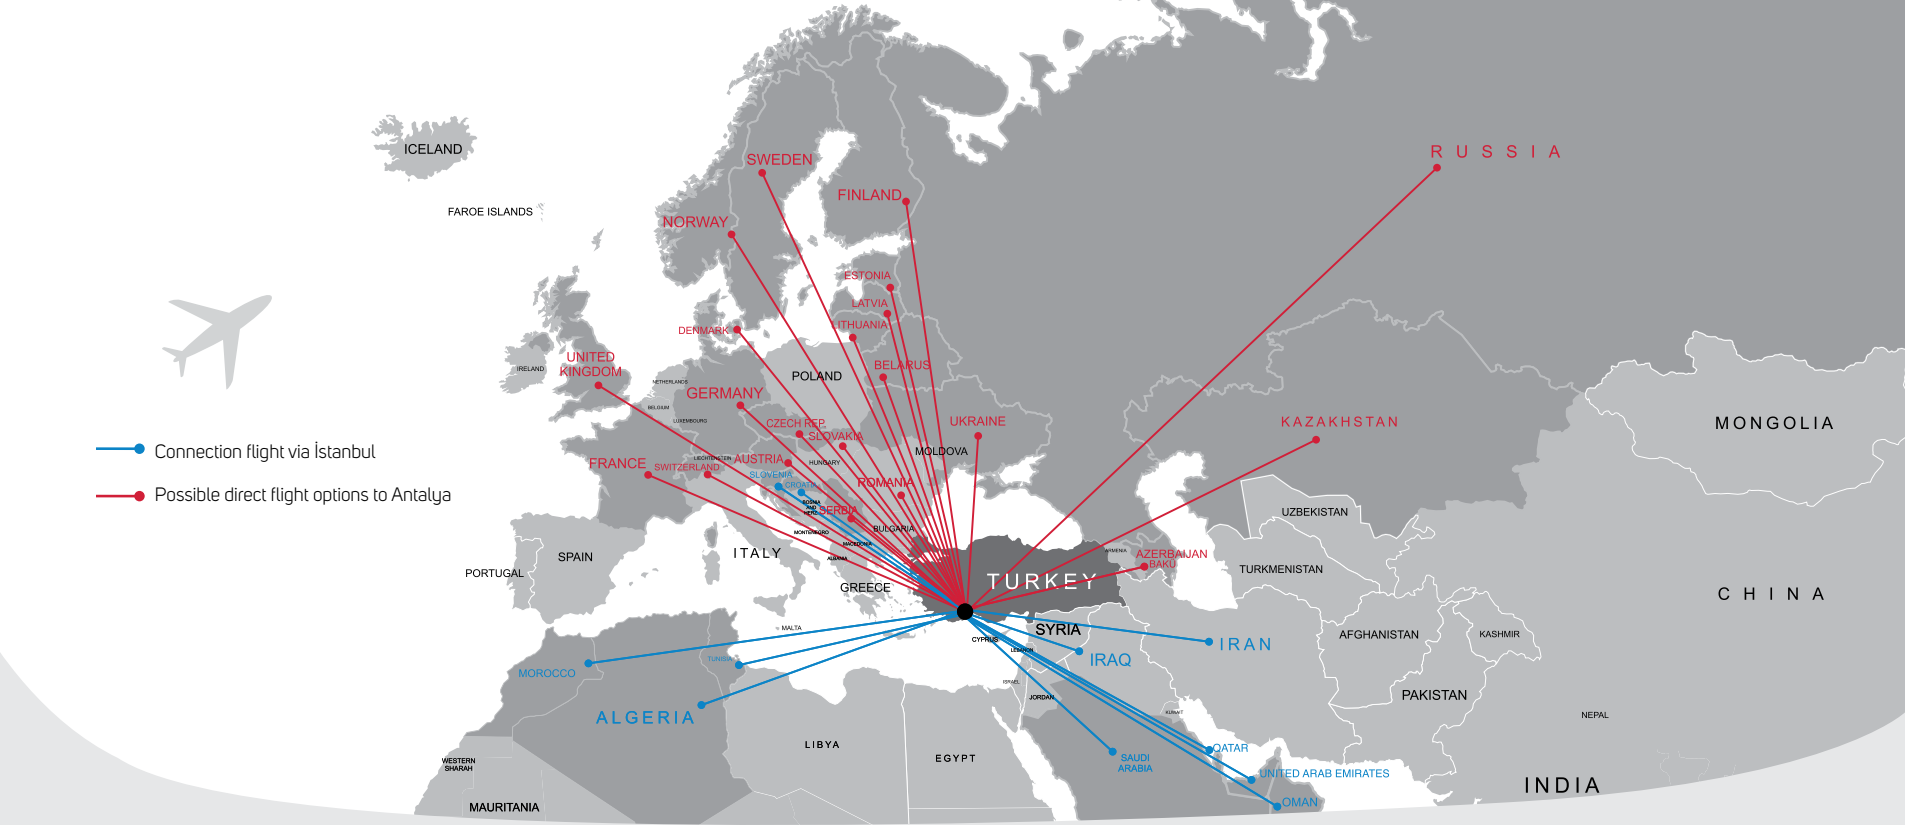 SWEDEN
RUSSIA
ICELAND
FINLAND
FAROE ISLANDS
NORWAY
ESTONIA
LATVIA
LITHUANIA
DENMARK
UNITED
KINGDOM
IRELAND
BELARUS
POLAND
NETHERLANDS
GERMANY
BELGIUM
LUXEMBOURG
CZECH REP.
SLOVAKIA
UKRAINE
KAZAKHSTAN
MONGOLIA
MOLDOVA
Connection flight via İstanbul
LIECHTENSTEIN
AUSTRIA
HUNGARY
FRANCE
SWITZERLAND
SLOVENIA
CROATIA
ROMANIA
Possible direct flight options to Antalya
BOSNIA
AND
HERZ.
SERBIA
UZBEKISTAN
BULGARIA
MONTENEGRO
MACEDONIA
ALBANIA
ITALY
SPAIN
ARMENIA
AZERBAIJAN
BAKÜ
PORTUGAL
TURKMENISTAN
TURKEY
GREECE
CHINA
MALTA
SYRIA
CYPRUS
LEBANON
AFGHANISTAN
KASHMIR
IRAN
IRAQ
TUNISIA
MOROCCO
ISRAEL
JORDAN
PAKISTAN
KUWAIT
NEPAL
ALGERIA
LIBYA
EGYPT
QATAR
SAUDI
ARABIA
WESTERN
SHARAH
UNITED ARAB EMIRATES
INDIA
OMAN
MAURITANIA